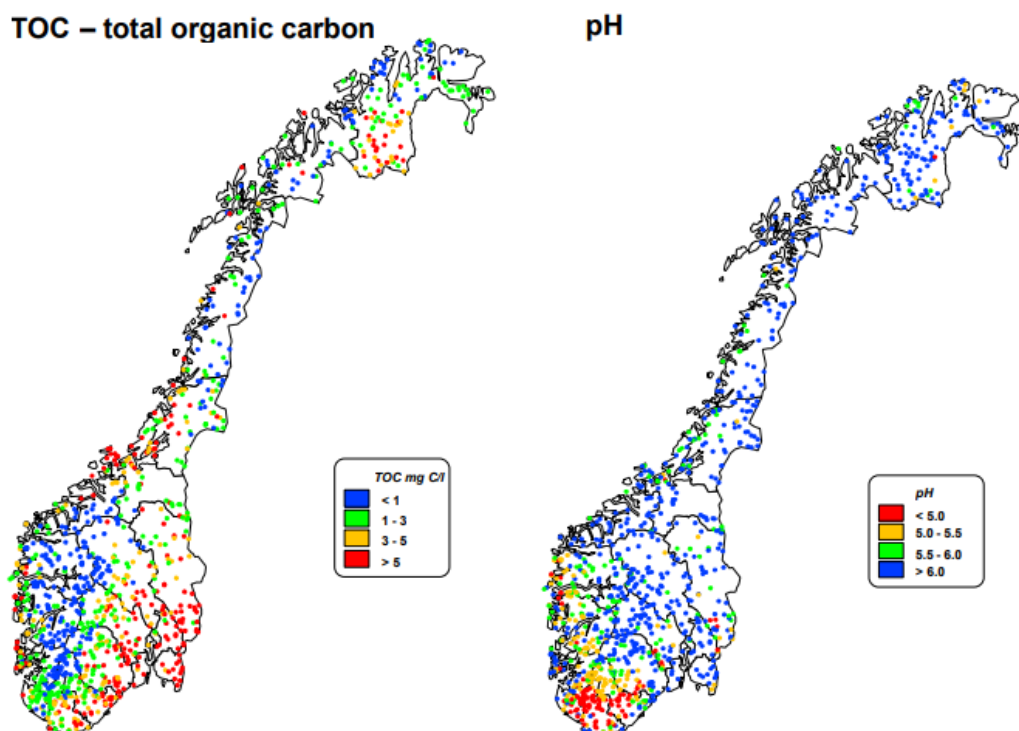 TOC – total organic carbon
pH
TOC mg C/l
< 1
1 - 3
3 - 5
> 5
pH
< 5.0
5.0 - 5.5
5.5 - 6.0
> 6.0